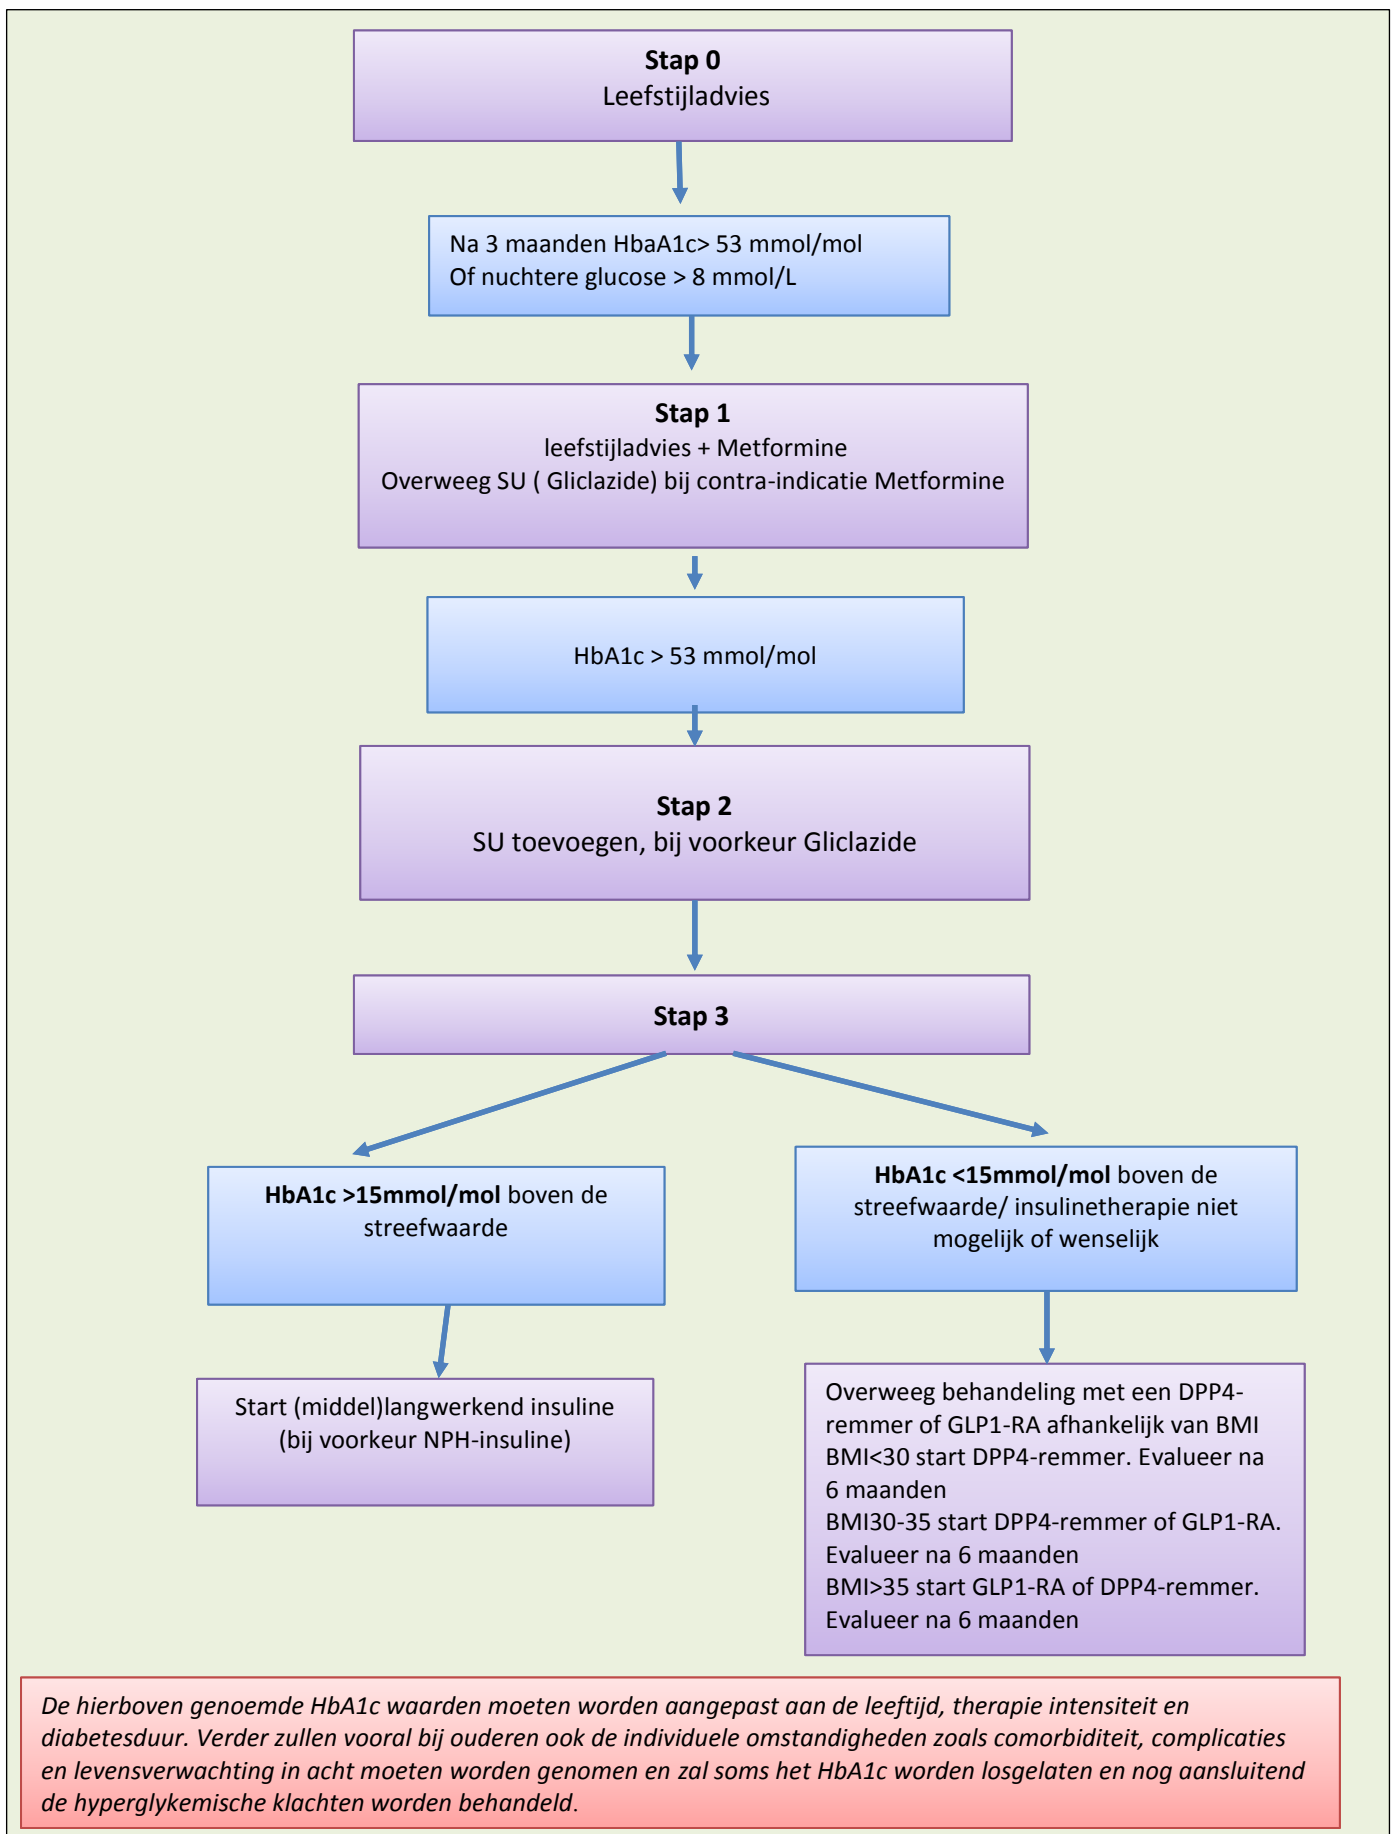 Stap 0
Leefstijladvies
Na 3 maanden HbaA1c> 53 mmol/mol
Of nuchtere glucose > 8 mmol/L
Stap 1
leefstijladvies + Metformine
Overweeg SU ( Gliclazide) bij contra-indicatie Metformine
HbA1c > 53 mmol/mol
Stap 2
SU toevoegen, bij voorkeur Gliclazide
Stap 3
HbA1c >15mmol/mol boven de
streefwaarde
HbA1c <15mmol/mol boven de
streefwaarde/ insulinetherapie niet
mogelijk of wenselijk
Start (middel)langwerkend insuline
(bij voorkeur NPH-insuline)
Overweeg behandeling met een DPP4-
remmer of GLP1-RA afhankelijk van BMI
BMI<30 start DPP4-remmer. Evalueer na
6 maanden
BMI30-35 start DPP4-remmer of GLP1-RA.
Evalueer na 6 maanden
BMI>35 start GLP1-RA of DPP4-remmer.
Evalueer na 6 maanden
De hierboven genoemde HbA1c waarden moeten worden aangepast aan de leeftijd, therapie intensiteit en
diabetesduur. Verder zullen vooral bij ouderen ook de individuele omstandigheden zoals comorbiditeit, complicaties
en levensverwachting in acht moeten worden genomen en zal soms het HbA1c worden losgelaten en nog aansluitend
de hyperglykemische klachten worden behandeld.